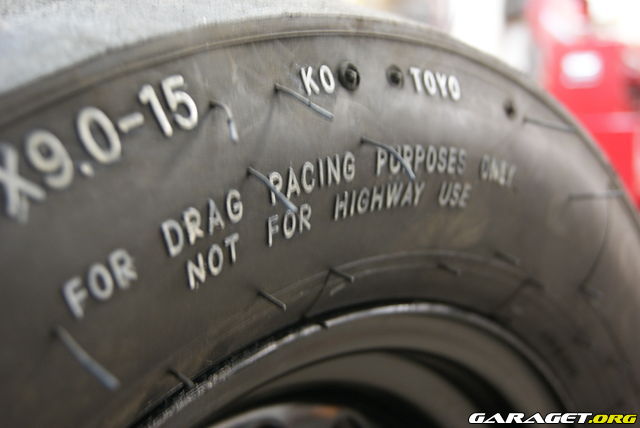 X9.0-15
KO TOYO
FOR DRAG RACING PURPOSES ONLY
NOT FOR HIGHWAY USE
GARAGET.ORG